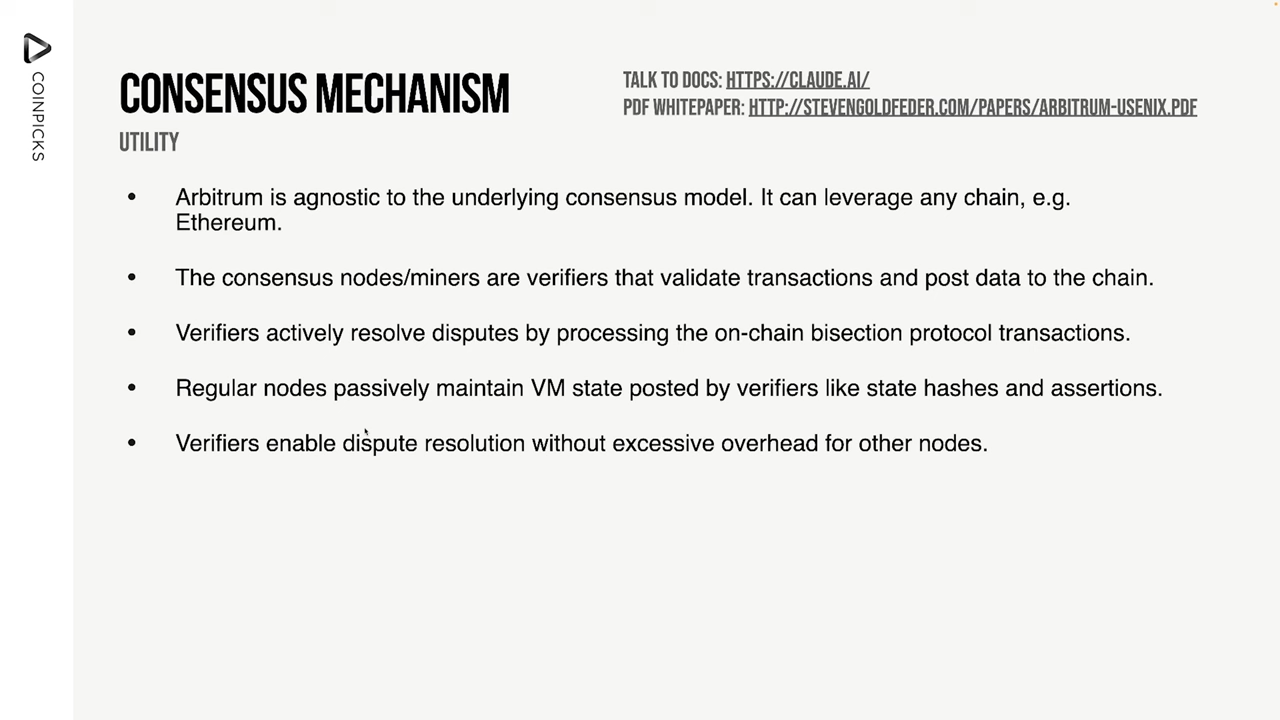 COINPICKS
CONSENSUS MECHANISM
UTILITY
TALK TO DOCS: HTTPS://CLAUDE.AI/
PDF WHITEPAPER: HTTP://STEVENGOLDFEDER.COM/PAPERS/ARBITRUM-USENIX.PDF
• Arbitrum is agnostic to the underlying consensus model. It can leverage any chain, e.g.
Ethereum.
• The consensus nodes/miners are verifiers that validate transactions and post data to the chain.
• Verifiers actively resolve disputes by processing the on-chain bisection protocol transactions.
• Regular nodes passively maintain VM state posted by verifiers like state hashes and assertions.
• Verifiers enable dispute resolution without excessive overhead for other nodes.